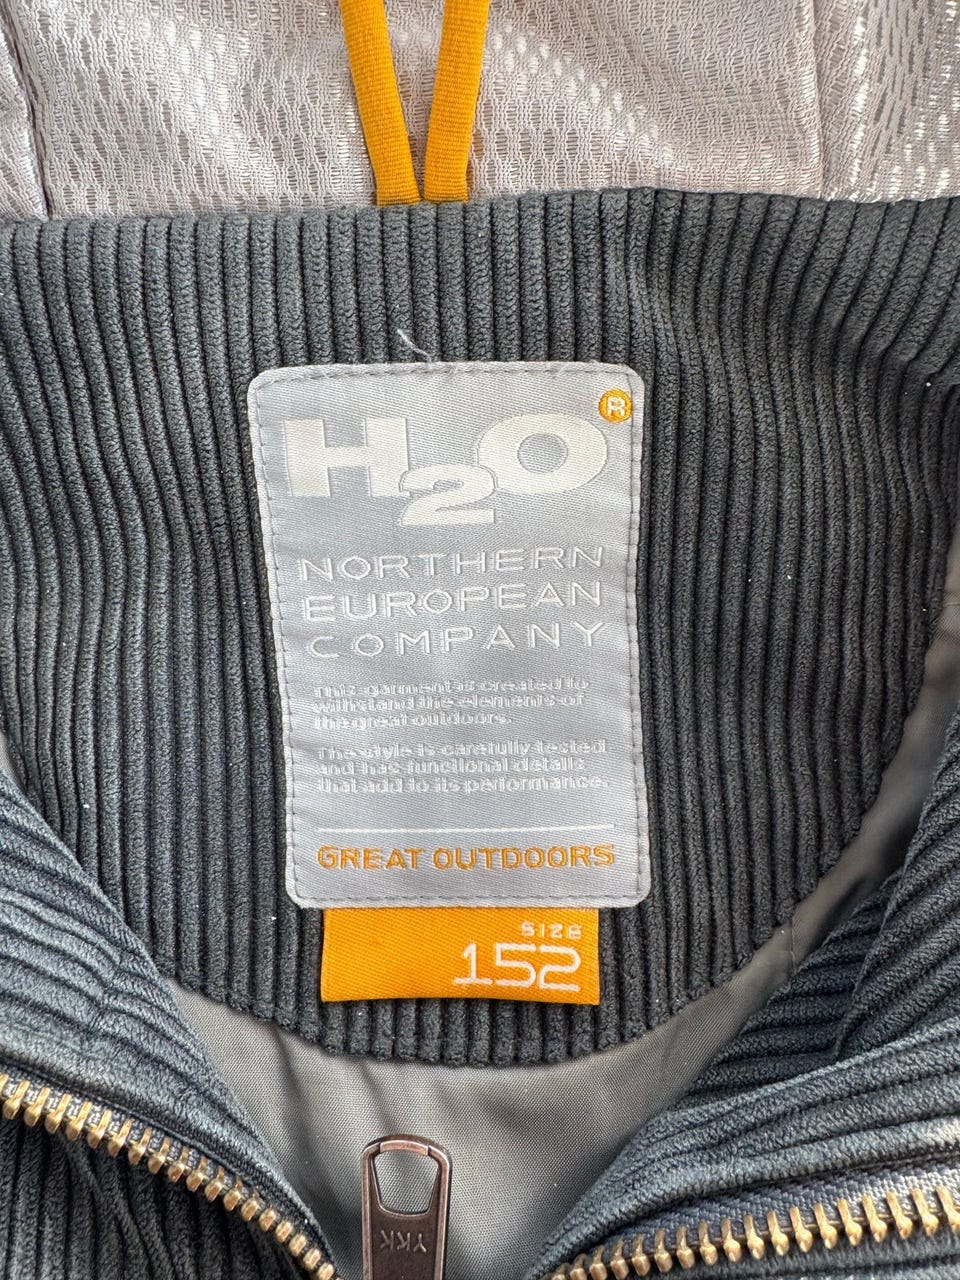 H2O®
NORTHERN
EUROPEAN
COMPANY
This garment is created to
withstand the elements of
the great outdoors.
The style is carefully tested
and has functional details
that add to its performance.
GREAT OUTDOORS
SIZE
152
YKK